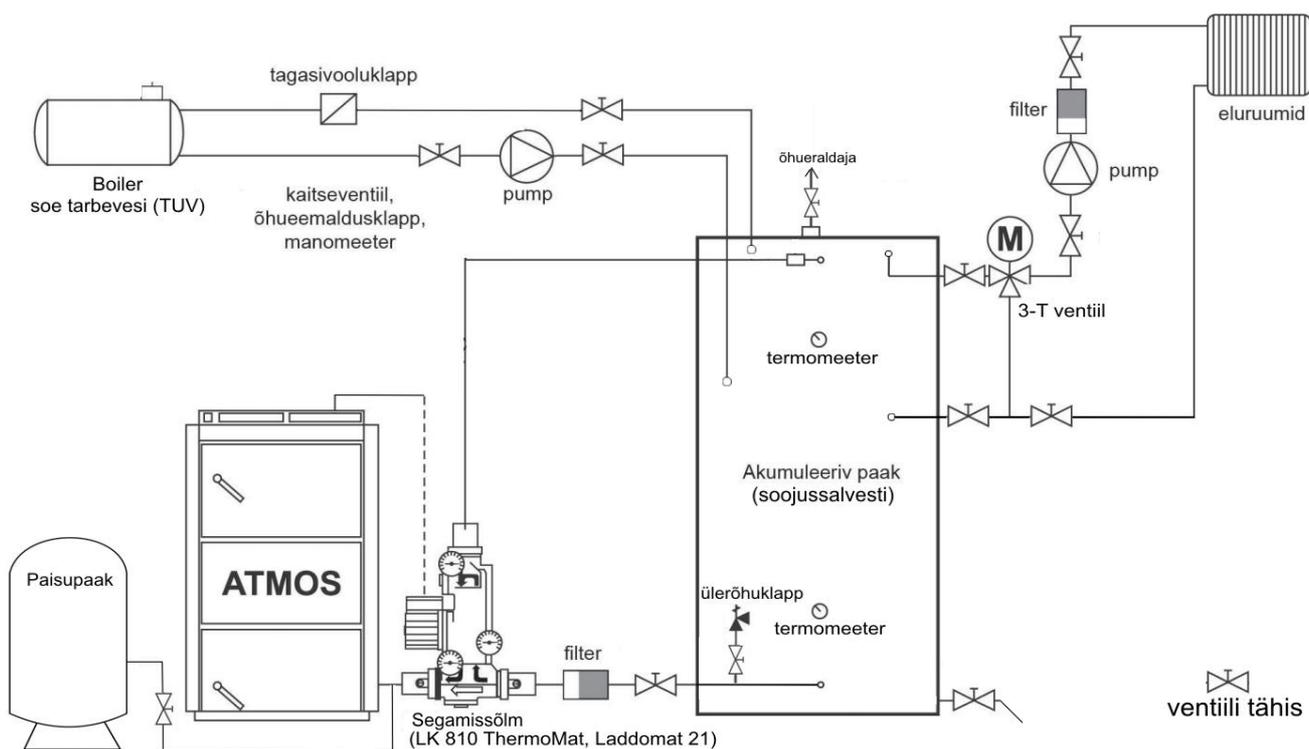 tagasivooluklapp
Boiler
soe tarbevesi (TUV)
kaitseventiil,
õhueemaldusklapp,
manomeeter
pump
õhueraldaja
filter
pump
eluruumid
M
3-T ventiil
termomeeter
Akumuleeriv paak
(soojussalvesti)
Paisupaak
ATMOS
ülerõhuklapp
termomeeter
filter
Segamissõlm
(LK 810 ThermoMat, Laddomat 21)
ventiili tähis